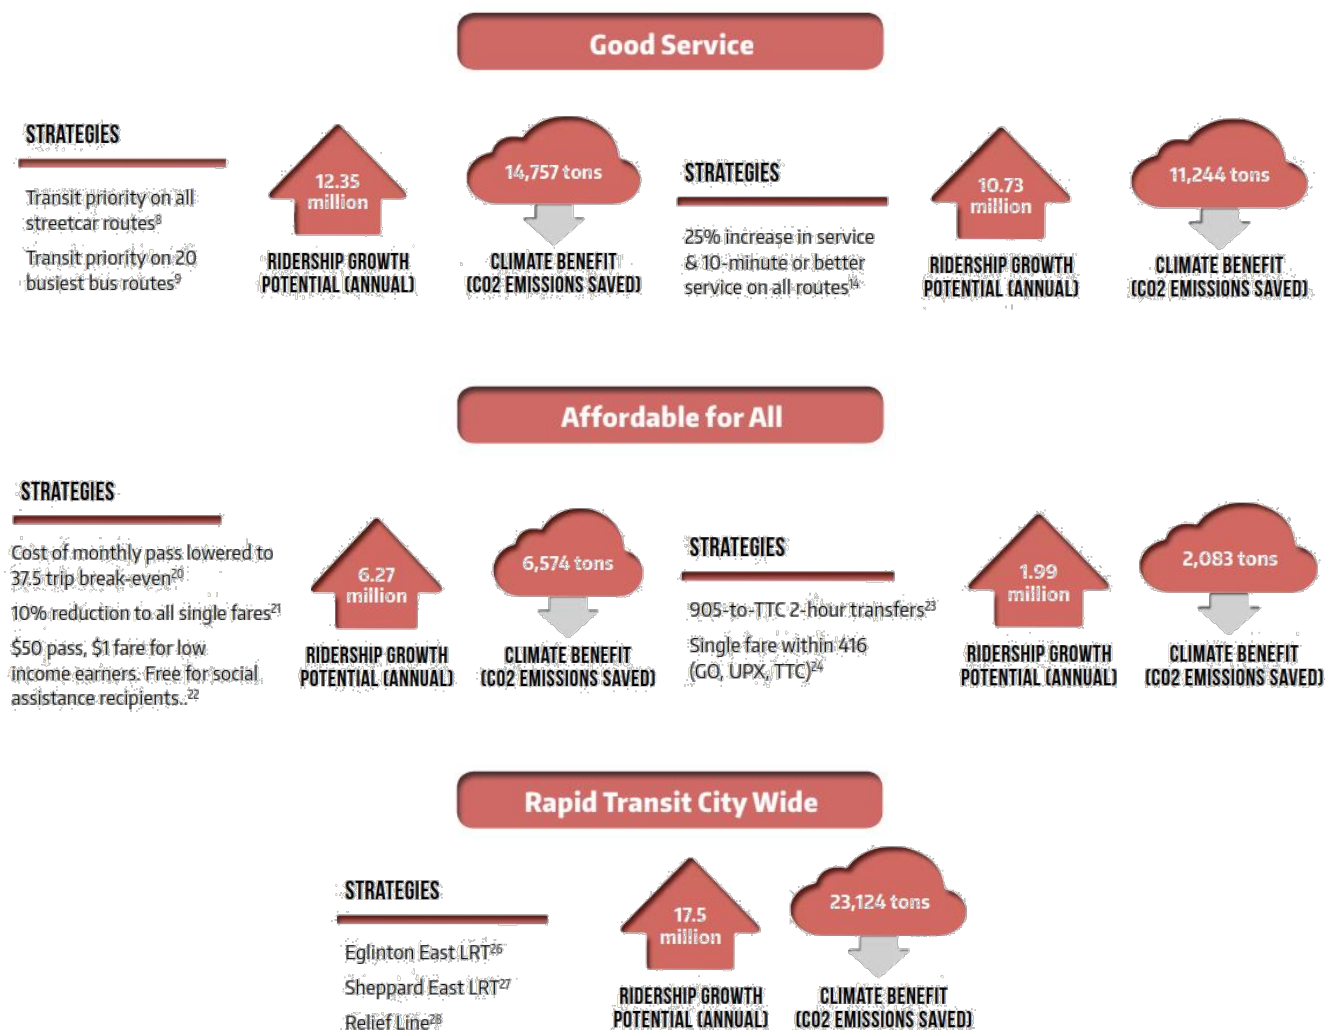 Good Service
STRATEGIES
Transit priority on all
streetcar routes⁸
Transit priority on 20
busiest bus routes⁹
12.35
million
RIDERSHIP GROWTH
POTENTIAL (ANNUAL)
14,757 tons
CLIMATE BENEFIT
(CO2 EMISSIONS SAVED)
STRATEGIES
25% increase in service
& 10-minute or better
service on all routes¹⁴
10.73
million
RIDERSHIP GROWTH
POTENTIAL (ANNUAL)
11,244 tons
CLIMATE BENEFIT
(CO2 EMISSIONS SAVED)
Affordable for All
STRATEGIES
Cost of monthly pass lowered to
37.5 trip break-even²⁰
10% reduction to all single fares²¹
$50 pass, $1 fare for low
income earners. Free for social
assistance recipients..²²
6.27
million
RIDERSHIP GROWTH
POTENTIAL (ANNUAL)
6,574 tons
CLIMATE BENEFIT
(CO2 EMISSIONS SAVED)
STRATEGIES
905-to-TTC 2-hour transfers²³
Single fare within 416
(GO, UPX, TTC)²⁴
1.99
million
RIDERSHIP GROWTH
POTENTIAL (ANNUAL)
2,083 tons
CLIMATE BENEFIT
(CO2 EMISSIONS SAVED)
Rapid Transit City Wide
STRATEGIES
Eglinton East LRT²⁶
Sheppard East LRT²⁷
Relief Line²⁸
17.5
million
RIDERSHIP GROWTH
POTENTIAL (ANNUAL)
23,124 tons
CLIMATE BENEFIT
(CO2 EMISSIONS SAVED)